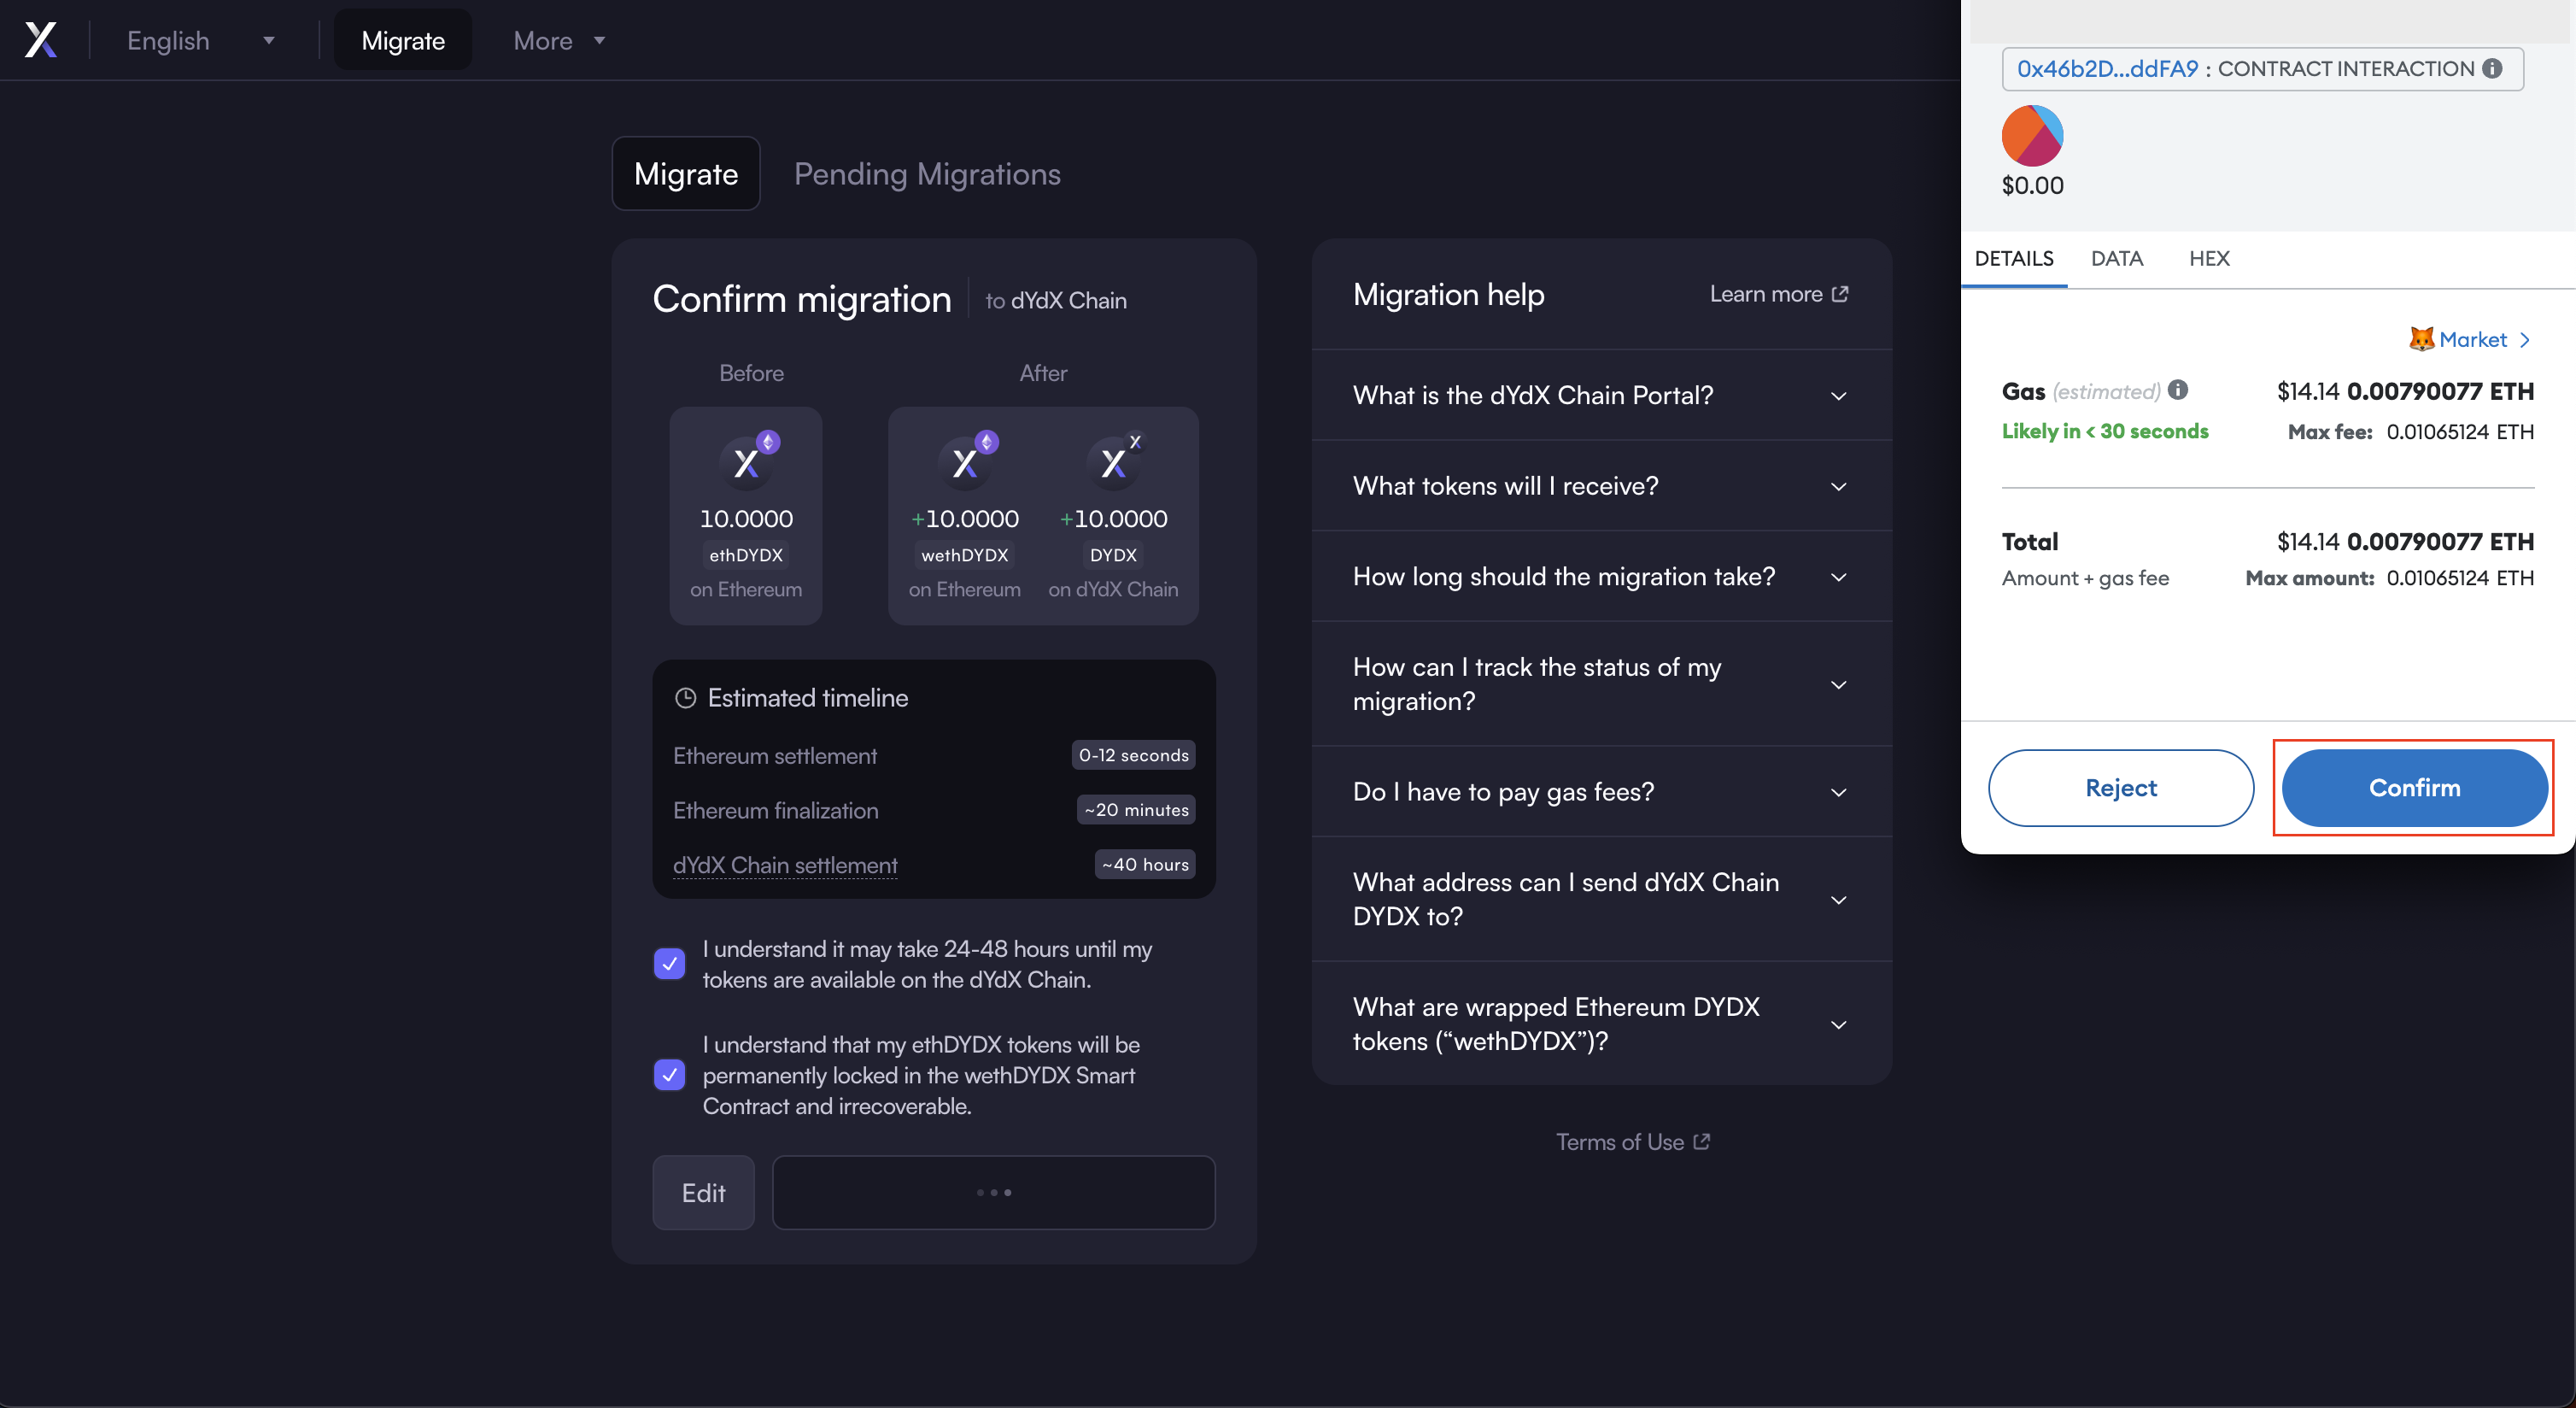 English
Migrate
More
Migrate
Pending Migrations
Confirm migration
to dYdX Chain
Before
After
10.0000
ethDYDX
on Ethereum
+10.0000
wethDYDX
on Ethereum
+10.0000
DYDX
on dYdX Chain
Estimated timeline
Ethereum settlement
0-12 seconds
Ethereum finalization
~20 minutes
dYdX Chain settlement
~40 hours
I understand it may take 24-48 hours until my
tokens are available on the dYdX Chain.
I understand that my ethDYDX tokens will be
permanently locked in the wethDYDX Smart
Contract and irrecoverable.
Edit
Migration help
Learn more
What is the dYdX Chain Portal?
What tokens will I receive?
How long should the migration take?
How can I track the status of my
migration?
Do I have to pay gas fees?
What address can I send dYdX Chain
DYDX to?
What are wrapped Ethereum DYDX
tokens (“wethDYDX”)?
Terms of Use
0x46b2D...ddFA9 : CONTRACT INTERACTION
$0.00
DETAILS
DATA
HEX
Market
Gas (estimated)
$14.14 0.00790077 ETH
Likely in < 30 seconds
Max fee: 0.01065124 ETH
Total
$14.14 0.00790077 ETH
Amount + gas fee
Max amount: 0.01065124 ETH
Reject
Confirm